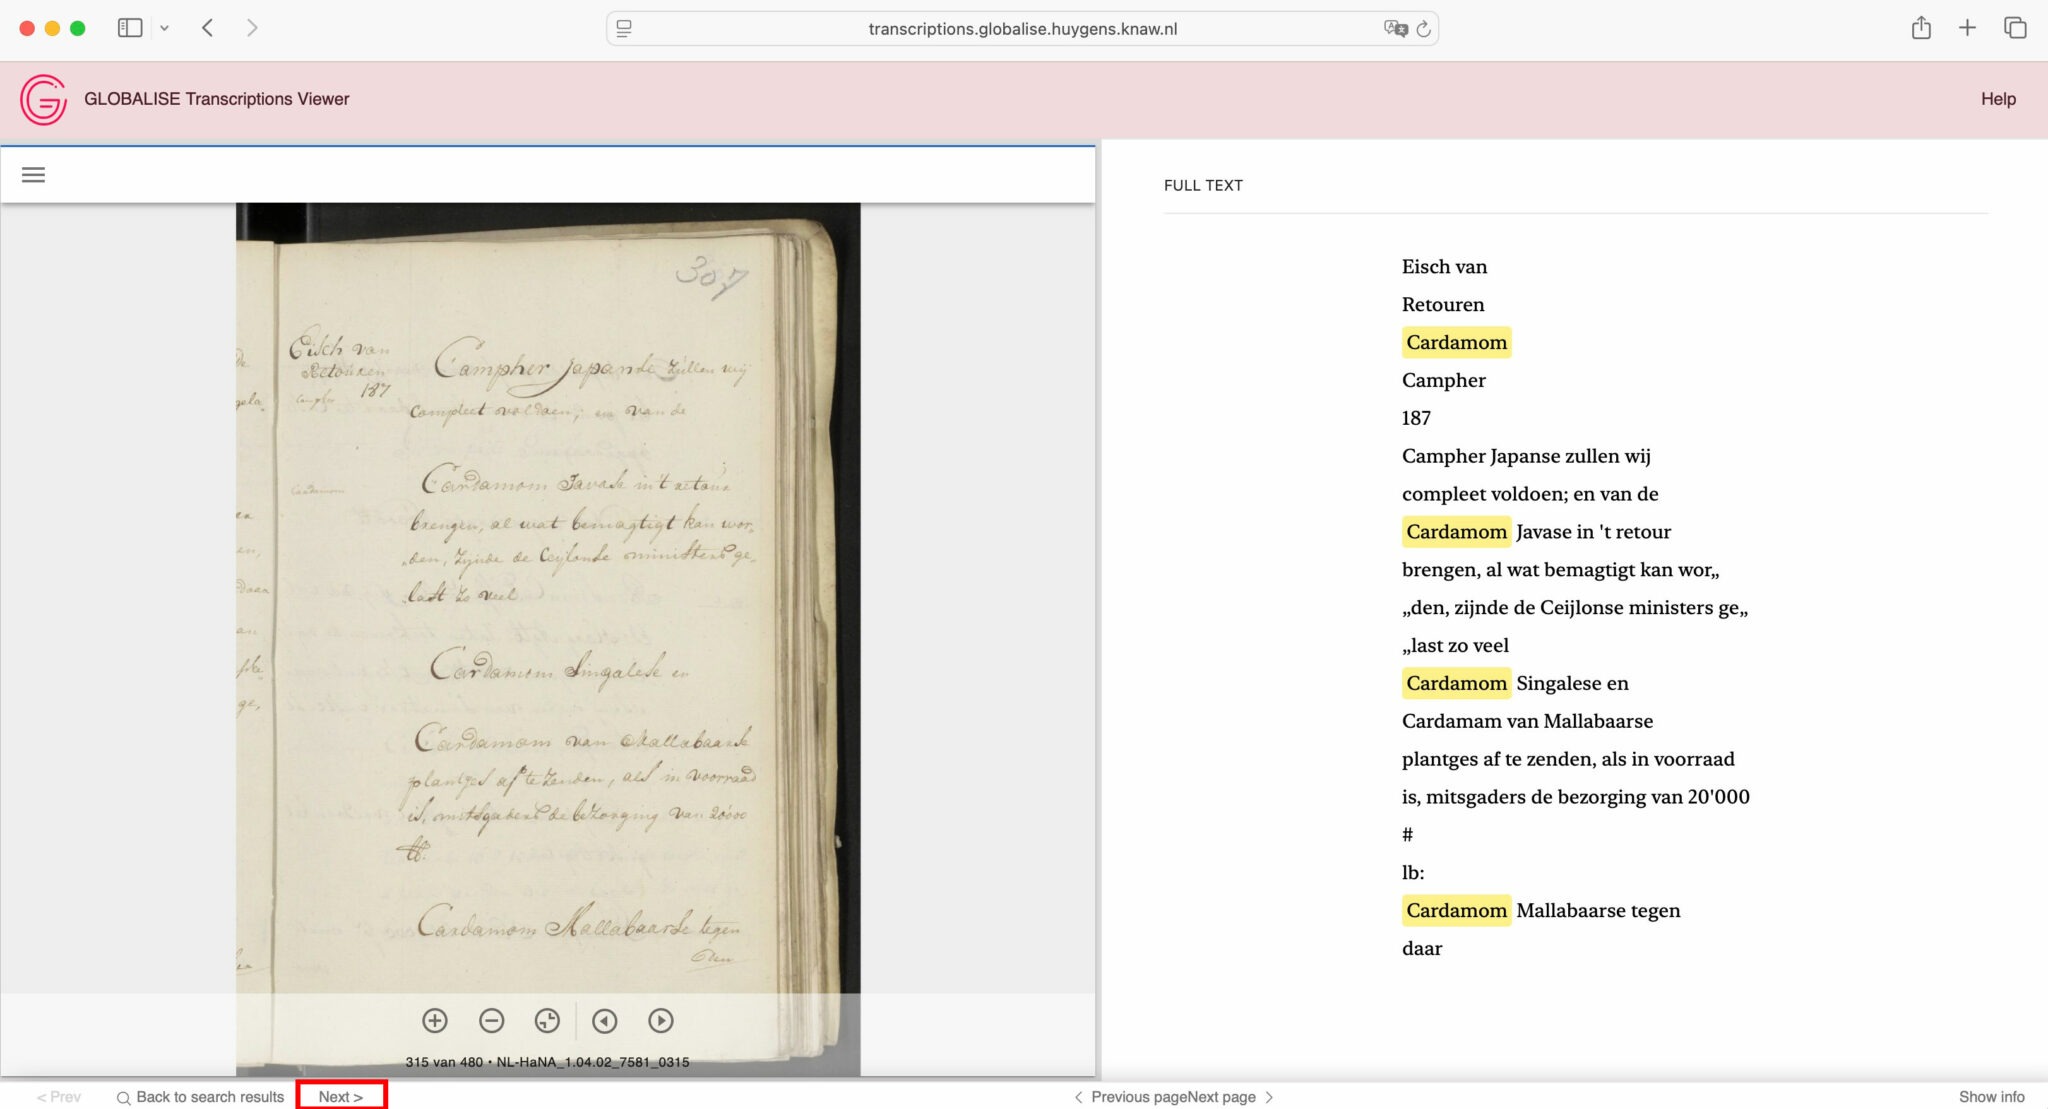 transcriptions.globalise.huygens.knaw.nl
GLOBALISE Transcriptions Viewer
Help
307
Eisch van
Retouren
187
Campher
Campher Japanse zullen wij
compleet voldoen; en van de
Cardamom
Cardamom Javase in 't retour
brengen, al wat bemagtigt kan wor„
„den, zijnde de Ceijlonse ministers ge„
„last zo veel
Cardamom Singalese en
Cardamom van Mallabaarse
plantges af te zenden, als in voorraad
is, mitsgaders de bezorging van 20'000
lb:
Cardamom Mallabaarse tegen
den
315 van 480 • NL-HaNA_1.04.02_7581_0315
FULL TEXT
Eisch van
Retouren
Cardamom
Campher
187
Campher Japanse zullen wij
compleet voldoen; en van de
Cardamom Javase in 't retour
brengen, al wat bemagtigt kan wor„
„den, zijnde de Ceijlonse ministers ge„
„last zo veel
Cardamom Singalese en
Cardamam van Mallabaarse
plantges af te zenden, als in voorraad
is, mitsgaders de bezorging van 20'000
#
lb:
Cardamom Mallabaarse tegen
daar
< Prev Back to search results Next > < Previous pageNext page > Show info